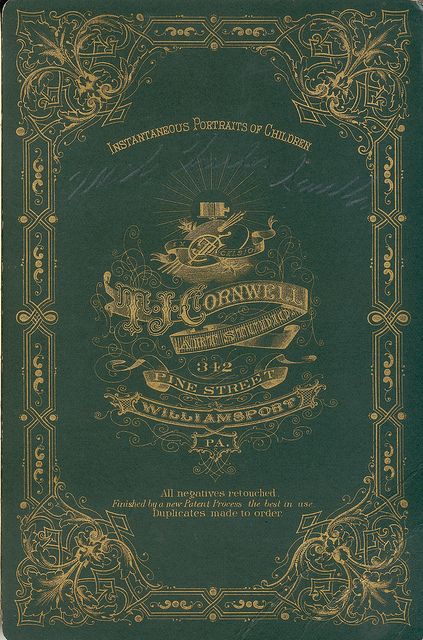 INSTANTANEOUS PORTRAITS OF CHILDREN
T.J. CORNWELL
ART STUDIO
342
PINE STREET
WILLIAMSPORT
PA.
All negatives retouched.
Finished by a new Patent Process the best in use
Duplicates made to order.